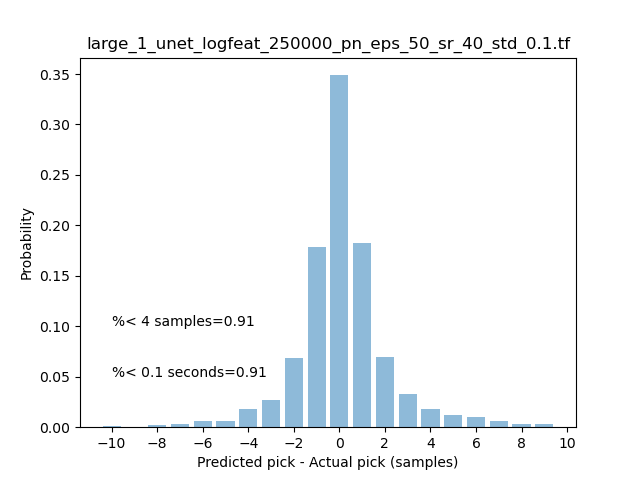 large_1_unet_logfeat_250000_pn_eps_50_sr_40_std_0.1.tf
0.35
0.30
0.25
0.20
0.15
0.10
0.05
0.00
Probability
%< 4 samples=0.91
%< 0.1 seconds=0.91
−10 −8 −6 −4 −2 0 2 4 6 8 10
Predicted pick - Actual pick (samples)